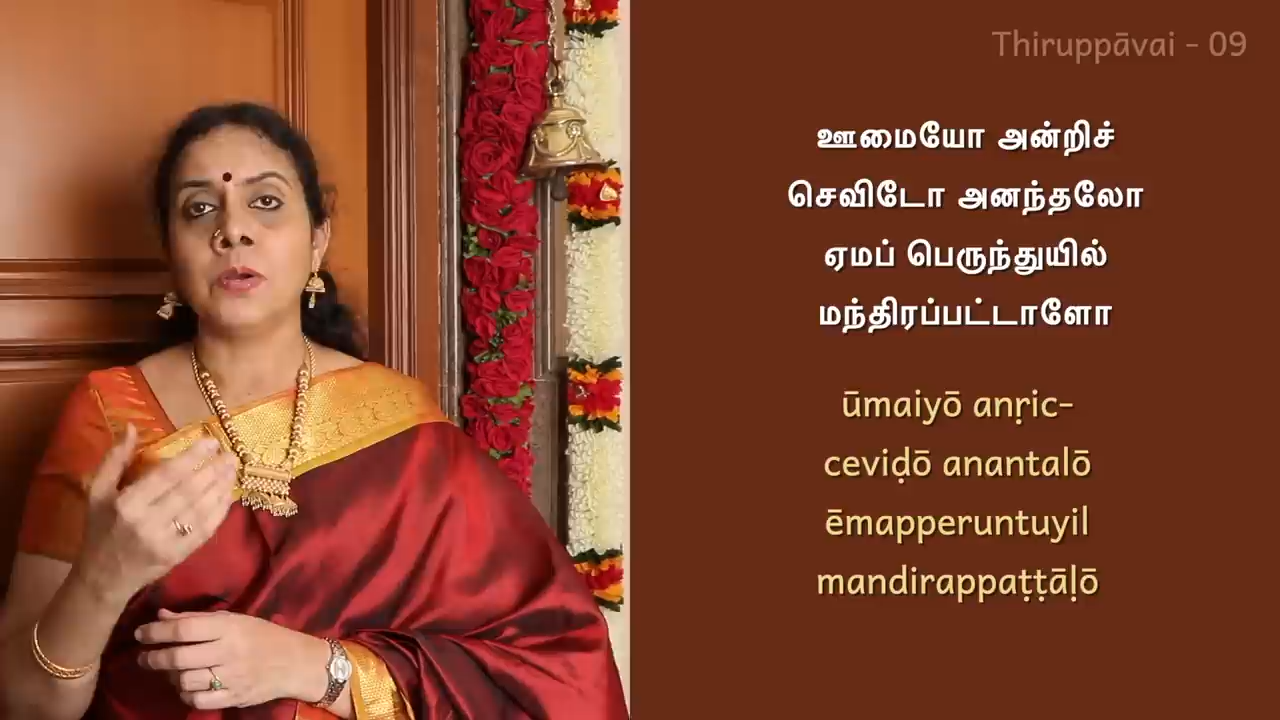 Thiruppāvai - 09
ஊமையோ அன்றிச்
செவிடோ அனந்தலோ
ஏமப் பெருந்துயில்
மந்திரப்பட்டாளோ
ūmaiyō anṛic-
ceviḍō anantalō
ēmapperuntuyil
mandirappaṭṭāḷō